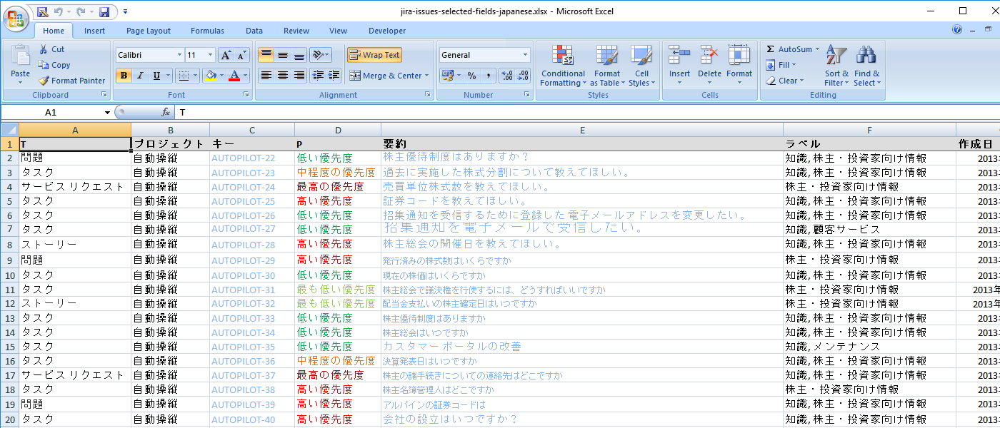 jira-issues-selected-fields-japanese.xlsx - Microsoft Excel
Home Insert Page Layout Formulas Data Review View Developer
Cut Calibri 11 Wrap Text General AutoSum
Copy Fill
Paste Format Painter B I U A Merge & Center % Conditional Formatting Format as Table Cell Styles Insert Delete Format Clear Sort & Filter Find & Select
Clipboard Font Alignment Number Styles Cells Editing
A1 fx T
A B C D E F
1 T プロジェクト キー P 要約 ラベル 作成日
2 問題 自動操縦 AUTOPILOT-22 低い優先度 株主優待制度はありますか？ 知識, 株主・投資家向け情報 2013
3 タスク 自動操縦 AUTOPILOT-23 中程度の優先度 過去に実施した株式分割について教えてほしい。 知識, 株主・投資家向け情報 2013
4 サービス リクエスト 自動操縦 AUTOPILOT-24 最高の優先度 売買単位株式数を教えてほしい。 株主・投資家向け情報 2013
5 タスク 自動操縦 AUTOPILOT-25 高い優先度 証券コードを教えてほしい。 知識, 株主・投資家向け情報 2013
6 タスク 自動操縦 AUTOPILOT-26 低い優先度 招集通知を受信するために登録した電子メールアドレスを変更したい。 知識, 株主・投資家向け情報 2013
7 タスク 自動操縦 AUTOPILOT-27 低い優先度 招集通知を電子メールで受信したい。 知識, 顧客サービス 2013
8 ストーリー 自動操縦 AUTOPILOT-28 高い優先度 株主総会の開催日を教えてほしい。 知識, 株主・投資家向け情報 2013
9 問題 自動操縦 AUTOPILOT-29 高い優先度 発行済みの株式数はいくらですか 株主・投資家向け情報 2013
10 タスク 自動操縦 AUTOPILOT-30 低い優先度 現在の株価はいくらですか 知識, 株主・投資家向け情報 2013
11 タスク 自動操縦 AUTOPILOT-31 最も低い優先度 株主総会で議決権を行使するには、どうすればいいですか 株主・投資家向け情報 2013年
12 ストーリー 自動操縦 AUTOPILOT-32 最も低い優先度 配当金支払いの株主確定日はいつですか 株主・投資家向け情報 2013年
13 タスク 自動操縦 AUTOPILOT-33 低い優先度 株主優待制度はありますか 知識, 株主・投資家向け情報 2013
14 タスク 自動操縦 AUTOPILOT-34 低い優先度 株主総会はいつですか 知識, 株主・投資家向け情報 2013
15 タスク 自動操縦 AUTOPILOT-35 低い優先度 カスタマー ポータルの改善 知識, メンテナンス 2013
16 タスク 自動操縦 AUTOPILOT-36 中程度の優先度 決算発表日はいつですか 知識, 株主・投資家向け情報 2013
17 サービス リクエスト 自動操縦 AUTOPILOT-37 最高の優先度 株主の諸手続きについての連絡先はどこですか 知識, 株主・投資家向け情報 2013
18 タスク 自動操縦 AUTOPILOT-38 高い優先度 株主名簿管理人はどこですか 株主・投資家向け情報 2013
19 問題 自動操縦 AUTOPILOT-39 高い優先度 アルパインの証券コードは 知識, 株主・投資家向け情報 2013
20 タスク 自動操縦 AUTOPILOT-40 高い優先度 会社の設立はいつですか？ 知識, 株主・投資家向け情報 2013